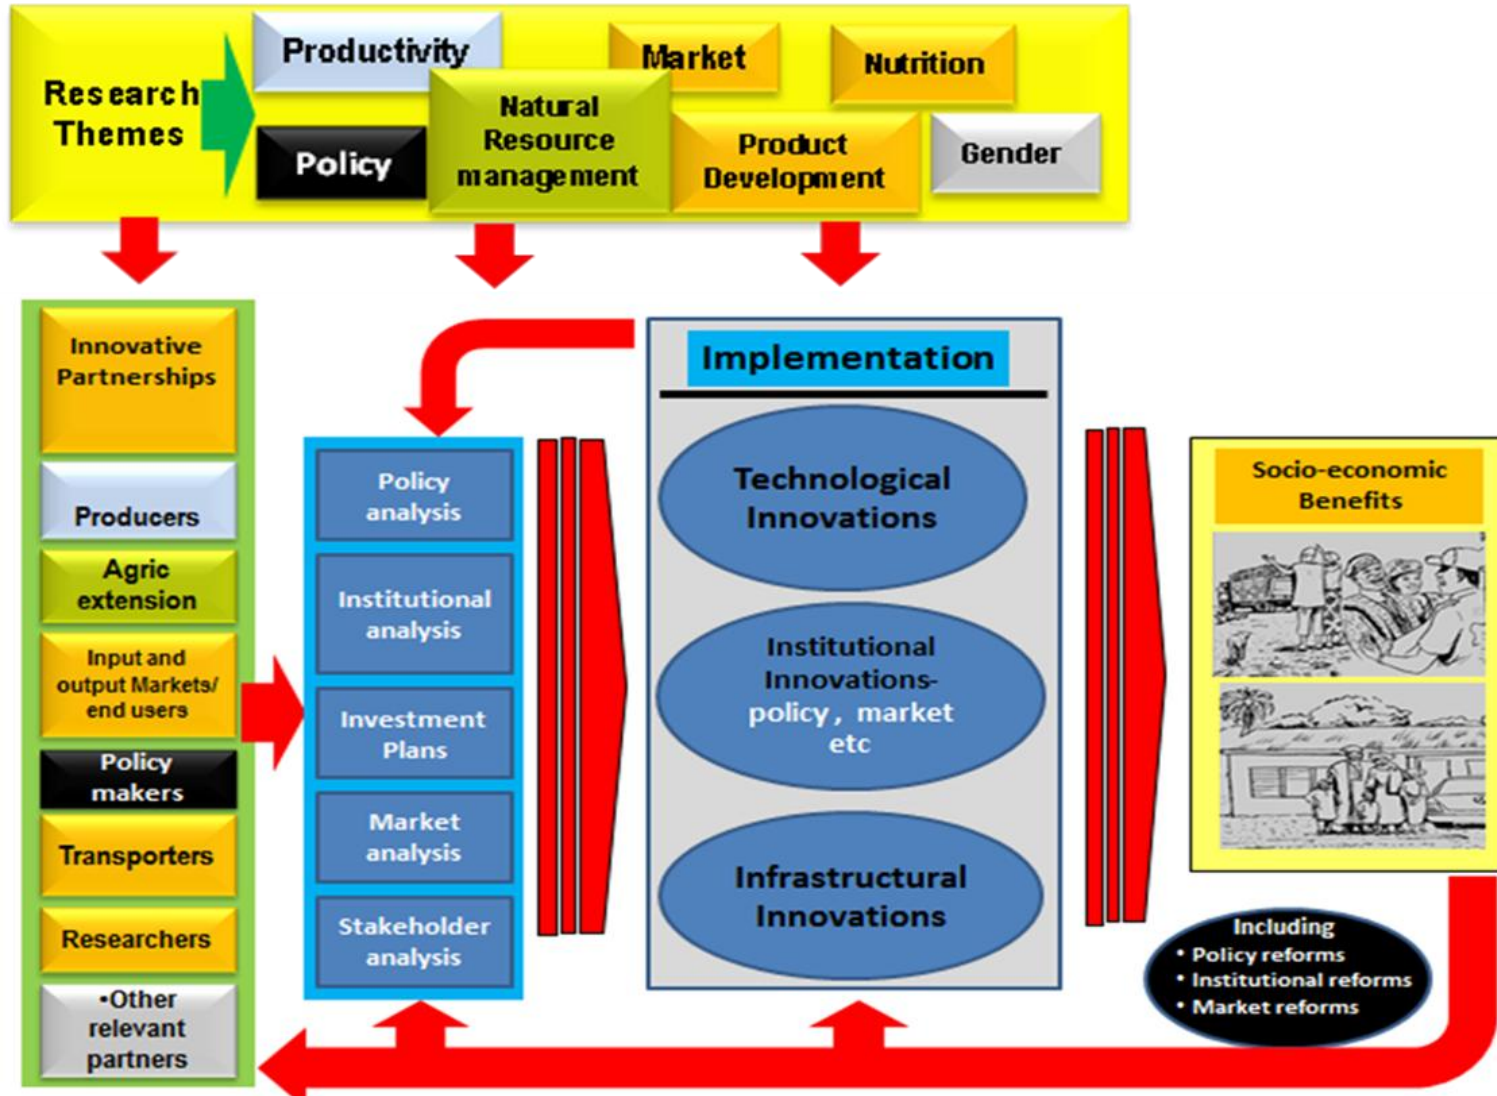 Research
Themes
Productivity
Market
Nutrition
Policy
Natural
Resource
management
Product
Development
Gender
Innovative
Partnerships
Producers
Agric
extension
Input and
output Markets/
end users
Policy
makers
Transporters
Researchers
•Other
relevant
partners
Policy
analysis
Institutional
analysis
Investment
Plans
Market
analysis
Stakeholder
analysis
Implementation
Technological
Innovations
Institutional
Innovations-
policy, market
etc
Infrastructural
Innovations
Socio-economic
Benefits
Including
• Policy reforms
• Institutional reforms
• Market reforms